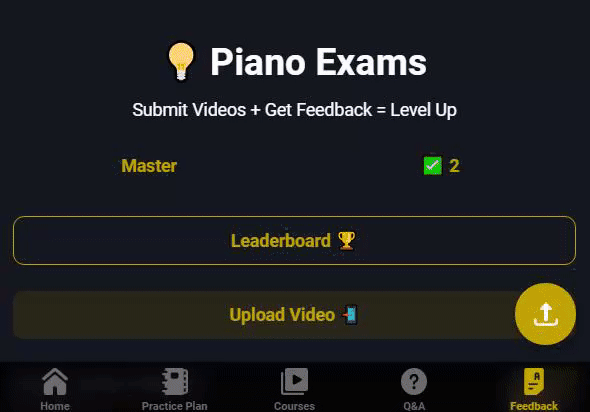 Piano Exams
Submit Videos + Get Feedback = Level Up
Master
2
Leaderboard
Upload Video
Home
Practice Plan
Courses
Q&A
Feedback